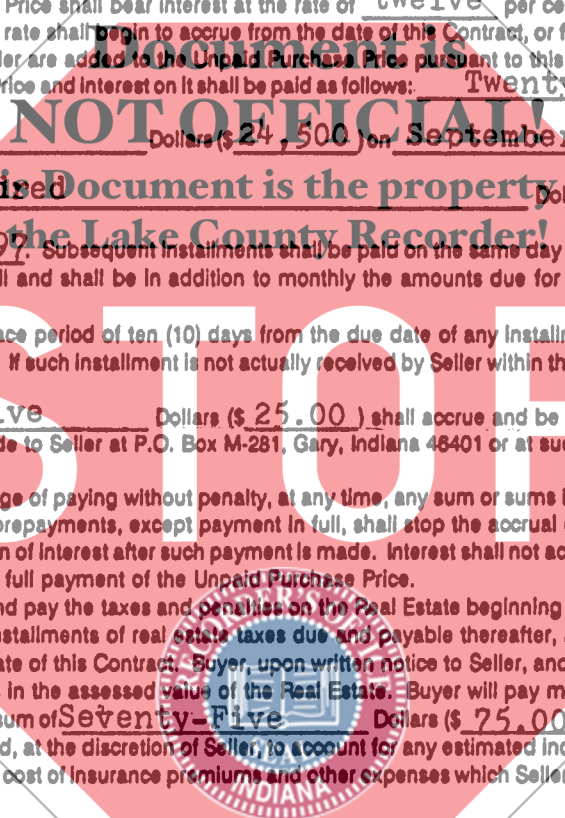 Price shall bear interest at the rate of twelve per ce
rate shall begin to accrue from the date of this Contract, or f
Document is
ler are added to the Unpaid Purchase Price pursuant to this
rice and interest on it shall be paid as follows: Twenty
NOT OFFICIAL!
Dollars ($ 24,500 ) on September
This Document is the property
ired Dol
the Lake County Recorder!
97. Subsequent installments shall be paid on the same day
ll and shall be in addition to monthly the amounts due for
STOP
ace period of ten (10) days from the due date of any install
If such installment is not actually received by Seller within th
ive Dollars ($ 25.00 ) shall accrue and be
de to Seller at P.O. Box M-281, Gary, Indiana 46401 or at suc
ge of paying without penalty, at any time, any sum or sums
prepayments, except payment in full, shall stop the accrual
n of interest after such payment is made. Interest shall not ac
full payment of the Unpaid Purchase Price.
nd pay the taxes and penalties on the Real Estate beginning
nstallments of real estate taxes due and payable thereafter,
ate of this Contract. Buyer, upon written notice to Seller, and
in the assessed value of the Real Estate. Buyer will pay m
sum of Seventy-Five Dollars ($ 75.00
d, at the discretion of Seller, to account for any estimated inc
cost of insurance premiums and other expenses which Seller
RECORDER'S OFFICE
SEAL
INDIANA